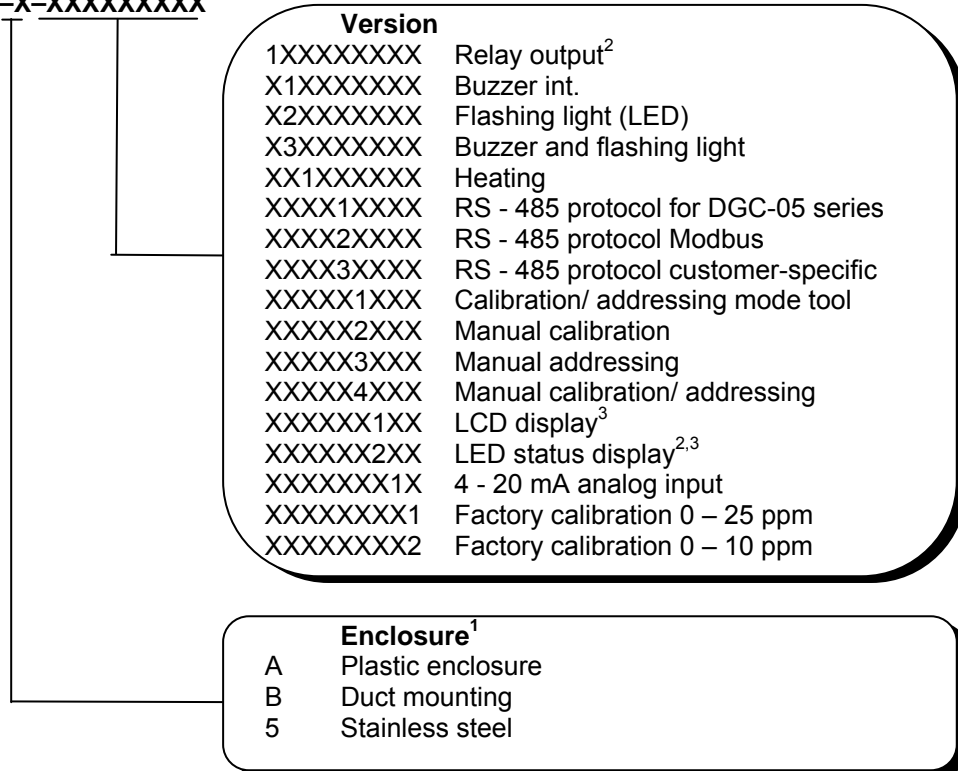 –X–XXXXXXXXX
Version
1XXXXXXXX Relay output2
X1XXXXXXX Buzzer int.
X2XXXXXXX Flashing light (LED)
X3XXXXXXX Buzzer and flashing light
XX1XXXXXX Heating
XXXX1XXXX RS - 485 protocol for DGC-05 series
XXXX2XXXX RS - 485 protocol Modbus
XXXX3XXXX RS - 485 protocol customer-specific
XXXXX1XXX Calibration/ addressing mode tool
XXXXX2XXX Manual calibration
XXXXX3XXX Manual addressing
XXXXX4XXX Manual calibration/ addressing
XXXXXX1XX LCD display3
XXXXXX2XX LED status display2,3
XXXXXXX1X 4 - 20 mA analog input
XXXXXXXX1 Factory calibration 0 – 25 ppm
XXXXXXXX2 Factory calibration 0 – 10 ppm
Enclosure1
A Plastic enclosure
B Duct mounting
5 Stainless steel